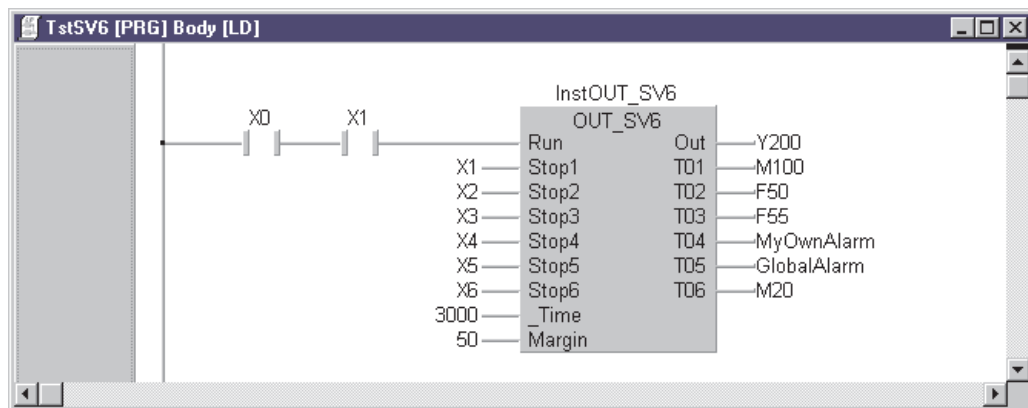 TstSV6 [PRG] Body [LD]
InstOUT_SV6
X0 X1 OUT_SV6
Run Out Y200
X1 Stop1 T01 M100
X2 Stop2 T02 F50
X3 Stop3 T03 F55
X4 Stop4 T04 MyOwnAlarm
X5 Stop5 T05 GlobalAlarm
X6 Stop6 T06 M20
3000 _Time
50 Margin